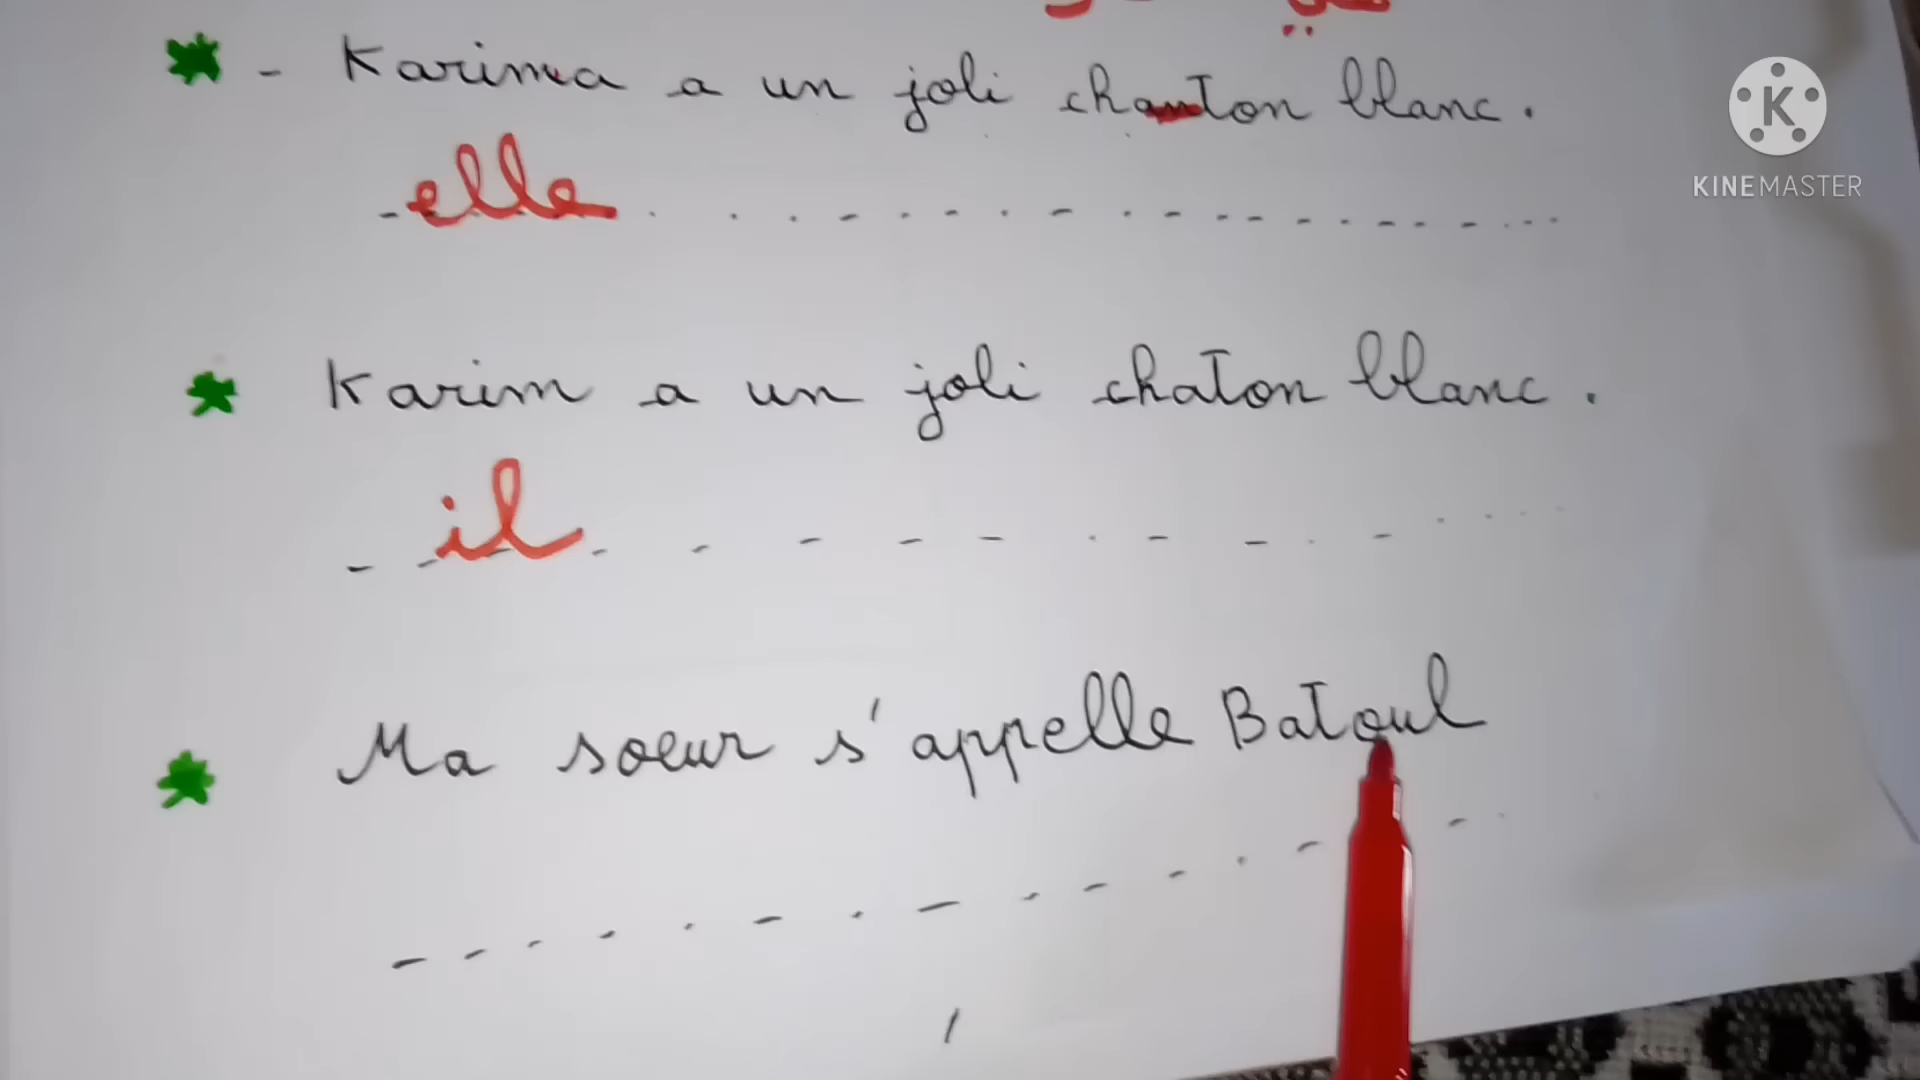 - Karima a un joli chaton blanc.
K
KINEMASTER
elle
Karim a un joli chaton blanc.
il
Ma soeur s'appelle Batoul